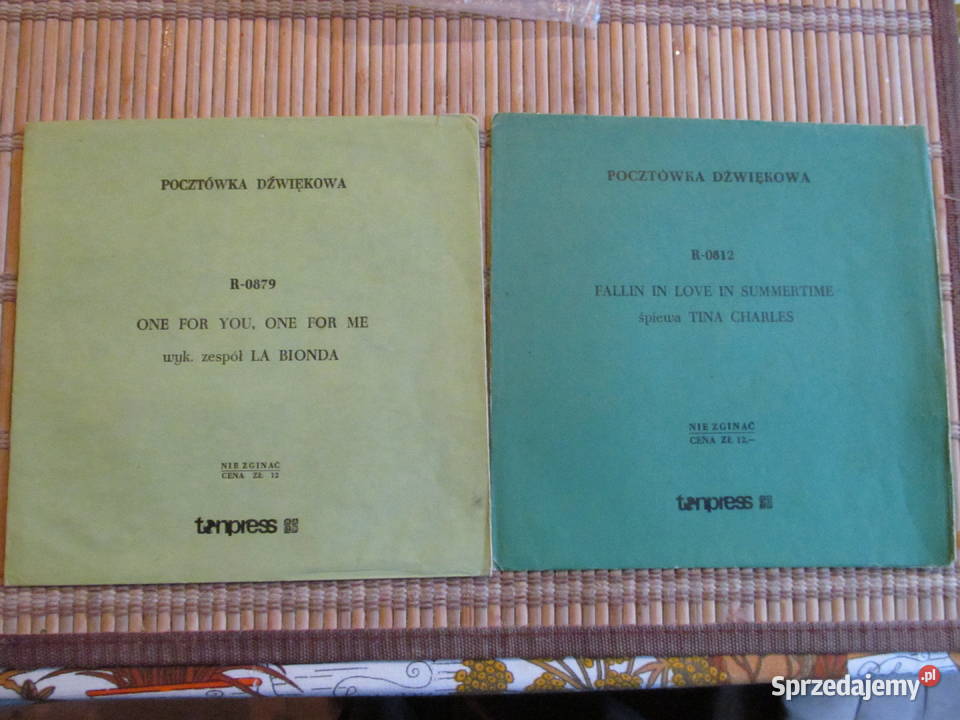 POCZTÓWKA DŹWIĘKOWA
R-0879
ONE FOR YOU, ONE FOR ME
wyk. zespół LA BIONDA
NIE ZGINAĆ
CENA ZŁ 12
tonpress
POCZTÓWKA DŹWIĘKOWA
R-0812
FALLIN IN LOVE IN SUMMERTIME
śpiewa TINA CHARLES
NIE ZGINAĆ
CENA ZŁ 12.—
tonpress
Sprzedajemy.pl